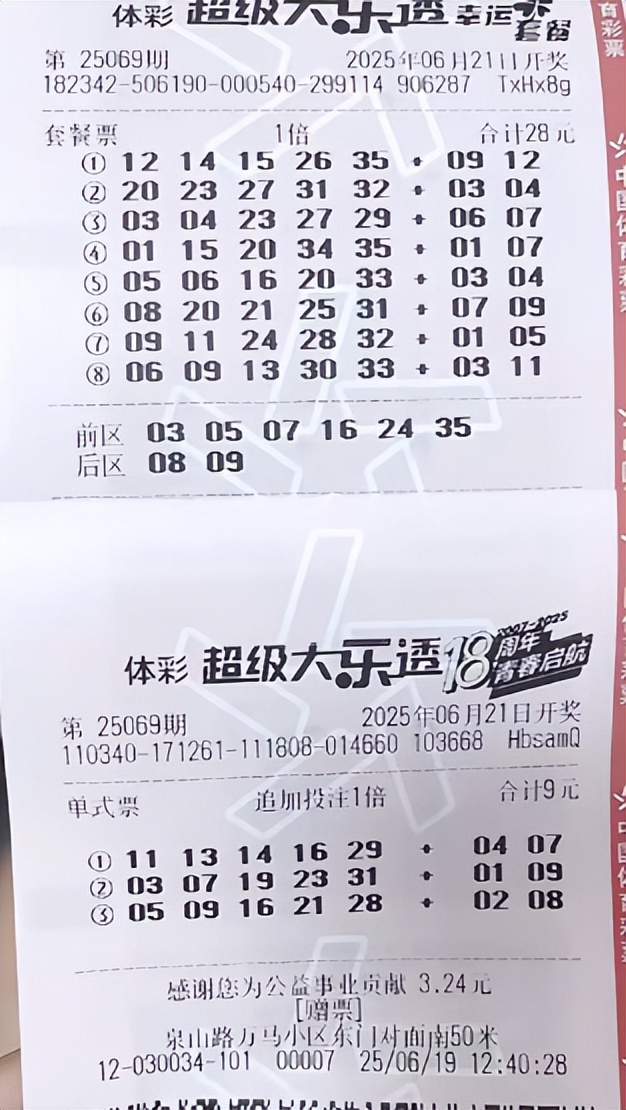 体彩 超级大乐透 幸运 套餐
第 25069期 2025年06月21日开奖
182342-506190-000540-299114 906287 TxHx8g
套餐票 1倍 合计28元
① 12 14 15 26 35 + 09 12
② 20 23 27 31 32 + 03 04
③ 03 04 23 27 29 + 06 07
④ 01 15 20 34 35 + 01 07
⑤ 05 06 16 20 33 + 03 04
⑥ 08 20 21 25 31 + 07 09
⑦ 09 11 24 28 32 + 01 05
⑧ 06 09 13 30 33 + 03 11
前区 03 05 07 16 24 35
后区 08 09
体彩 超级大乐透 18周年 2007-2025 青春启航
第 25069期 2025年06月21日开奖
110340-171261-111808-014660 103668 HbsamQ
单式票 追加投注1倍 合计9元
① 11 13 14 16 29 + 04 07
② 03 07 19 23 31 + 01 09
③ 05 09 16 21 28 + 02 08
感谢您为公益事业贡献 3.24元
[赠票]
泉山路万马小区东门对面南50米
12-030034-101 00007 25/06/19 12:40:28